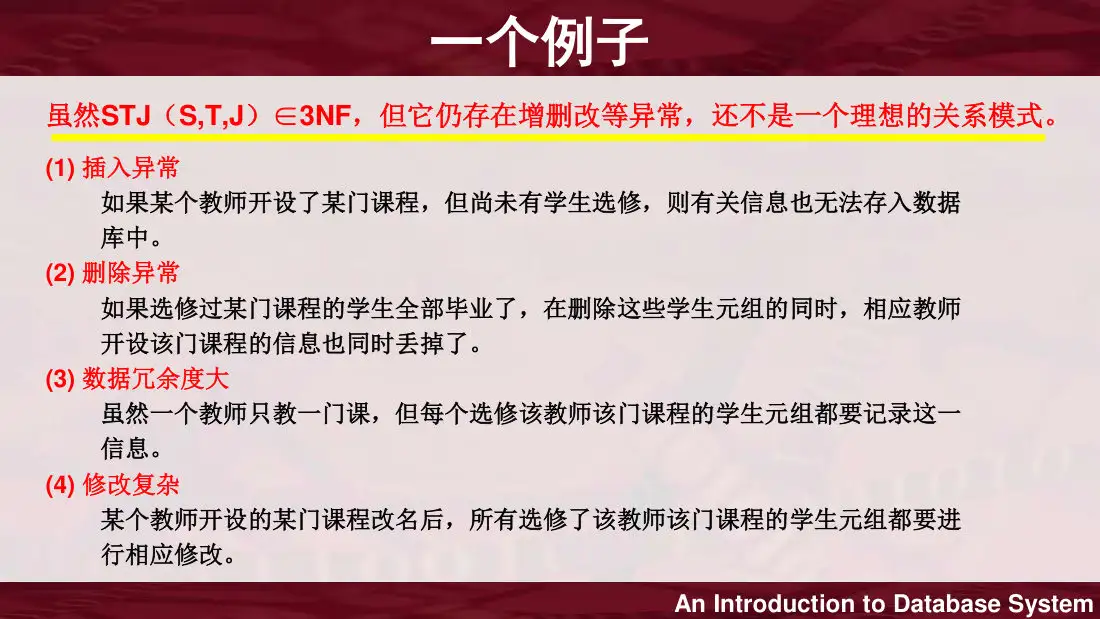 一个例子
虽然STJ（S,T,J）∈3NF，但它仍存在增删改等异常，还不是一个理想的关系模式。
(1) 插入异常
如果某个教师开设了某门课程，但尚未有学生选修，则有关信息也无法存入数据
库中。
(2) 删除异常
如果选修过某门课程的学生全部毕业了，在删除这些学生元组的同时，相应教师
开设该门课程的信息也同时丢掉了。
(3) 数据冗余度大
虽然一个教师只教一门课，但每个选修该教师该门课程的学生元组都要记录这一
信息。
(4) 修改复杂
某个教师开设的某门课程改名后，所有选修了该教师该门课程的学生元组都要进
行相应修改。
An Introduction to Database System